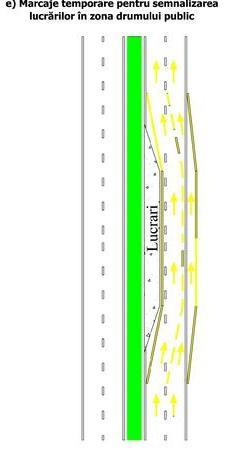 e) Marcaje temporare pentru semnalizarea
lucrărilor în zona drumului public
Lucrari